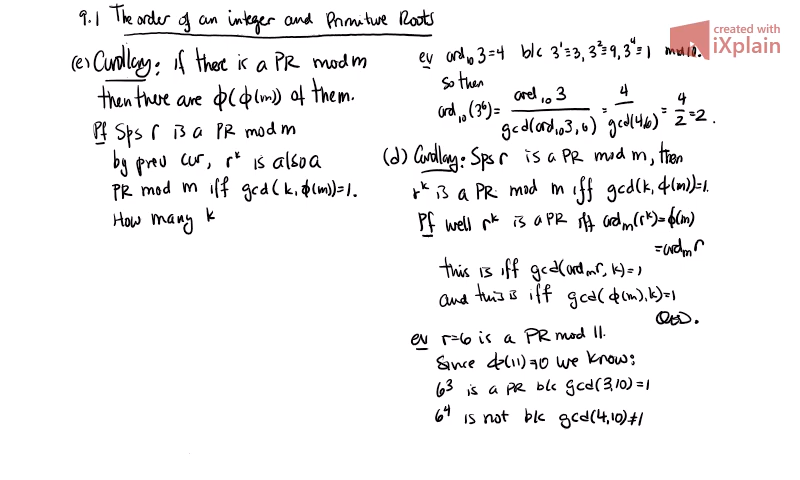 9.1 The order of an integer and Primitive Roots
created with
iXplain
(e) Corollary: if there is a PR mod m
then there are ϕ(ϕ(m)) of them.
Pf Sps r is a PR mod m
by prev cor, r^k is also a
PR mod m iff gcd(k, ϕ(m))=1.
How many k
ex ord₁₀ 3=4 b/c 3¹≡3, 3²≡9, 3⁴≡1 mod 10.
so then
ord₁₀(3⁶) = ord₁₀ 3 / gcd(ord₁₀3, 6) = 4 / gcd(4,6) = 4/2 = 2.
(d) Corollary: Sps r is a PR mod m, then
r^k is a PR mod m iff gcd(k, ϕ(m))=1.
Pf well r^k is a PR iff ord_m(r^k)=ϕ(m)
=ord_m r
this is iff gcd(ord_m r, k)=1
and this is iff gcd(ϕ(m), k)=1
QED.
ex r=6 is a PR mod 11.
Since ϕ(11)=10 we know:
6³ is a PR b/c gcd(3,10)=1
6⁴ is not b/c gcd(4,10)≠1